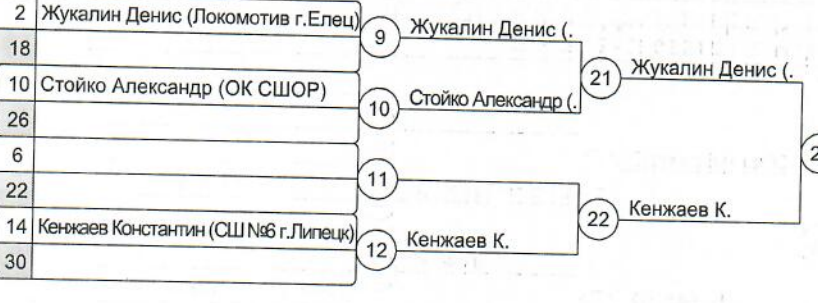 2 Жукалин Денис (Локомотив г.Елец)
9 Жукалин Денис (.
18
21 Жукалин Денис (.
10 Стойко Александр (ОК СШОР)
10 Стойко Александр (.
26
6
11
22
22 Кенжаев К.
14 Кенжаев Константин (СШ №6 г.Липецк)
12 Кенжаев К.
30